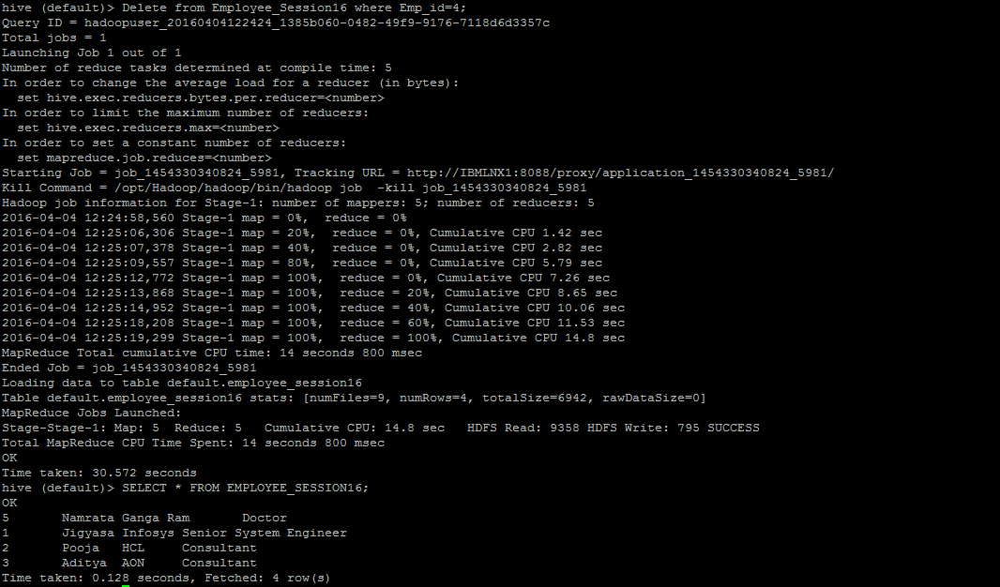 hive (default)> Delete from Employee_Session16 where Emp_id=4;
Query ID = hadoopuser_20160404122424_1385b060-0482-49f9-9176-7118d6d3357c
Total jobs = 1
Launching Job 1 out of 1
Number of reduce tasks determined at compile time: 5
In order to change the average load for a reducer (in bytes):
  set hive.exec.reducers.bytes.per.reducer=<number>
In order to limit the maximum number of reducers:
  set hive.exec.reducers.max=<number>
In order to set a constant number of reducers:
  set mapreduce.job.reduces=<number>
Starting Job = job_1454330340824_5981, Tracking URL = http://IBMLNX1:8088/proxy/application_1454330340824_5981/
Kill Command = /opt/Hadoop/hadoop/bin/hadoop job  -kill job_1454330340824_5981
Hadoop job information for Stage-1: number of mappers: 5; number of reducers: 5
2016-04-04 12:24:58,560 Stage-1 map = 0%,  reduce = 0%
2016-04-04 12:25:06,306 Stage-1 map = 20%,  reduce = 0%, Cumulative CPU 1.42 sec
2016-04-04 12:25:07,378 Stage-1 map = 40%,  reduce = 0%, Cumulative CPU 2.82 sec
2016-04-04 12:25:09,557 Stage-1 map = 80%,  reduce = 0%, Cumulative CPU 5.79 sec
2016-04-04 12:25:12,772 Stage-1 map = 100%,  reduce = 0%, Cumulative CPU 7.26 sec
2016-04-04 12:25:13,868 Stage-1 map = 100%,  reduce = 20%, Cumulative CPU 8.65 sec
2016-04-04 12:25:14,952 Stage-1 map = 100%,  reduce = 40%, Cumulative CPU 10.06 sec
2016-04-04 12:25:18,208 Stage-1 map = 100%,  reduce = 60%, Cumulative CPU 11.53 sec
2016-04-04 12:25:19,299 Stage-1 map = 100%,  reduce = 100%, Cumulative CPU 14.8 sec
MapReduce Total cumulative CPU time: 14 seconds 800 msec
Ended Job = job_1454330340824_5981
Loading data to table default.employee_session16
Table default.employee_session16 stats: [numFiles=9, numRows=4, totalSize=6942, rawDataSize=0]
MapReduce Jobs Launched:
Stage-Stage-1: Map: 5  Reduce: 5   Cumulative CPU: 14.8 sec   HDFS Read: 9358 HDFS Write: 795 SUCCESS
Total MapReduce CPU Time Spent: 14 seconds 800 msec
OK
Time taken: 30.572 seconds
hive (default)> SELECT * FROM EMPLOYEE_SESSION16;
OK
5       Namrata Ganga Ram       Doctor
1       Jigyasa Infosys Senior System Engineer
2       Pooja   HCL     Consultant
3       Aditya  AON     Consultant
Time taken: 0.128 seconds, Fetched: 4 row(s)